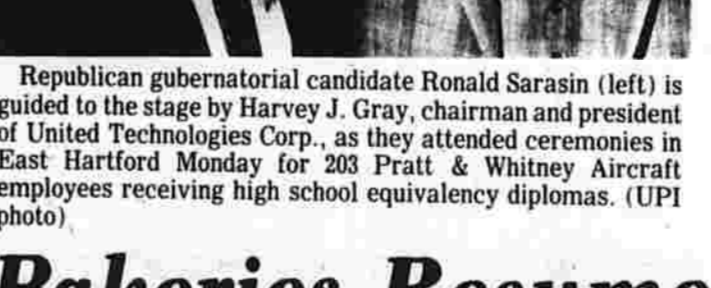 Republican gubernatorial candidate Ronald Sarasin (left) is
guided to the stage by Harvey J. Gray, chairman and president
of United Technologies Corp., as they attended ceremonies in
East Hartford Monday for 203 Pratt & Whitney Aircraft
employees receiving high school equivalency diplomas. (UPI
photo)